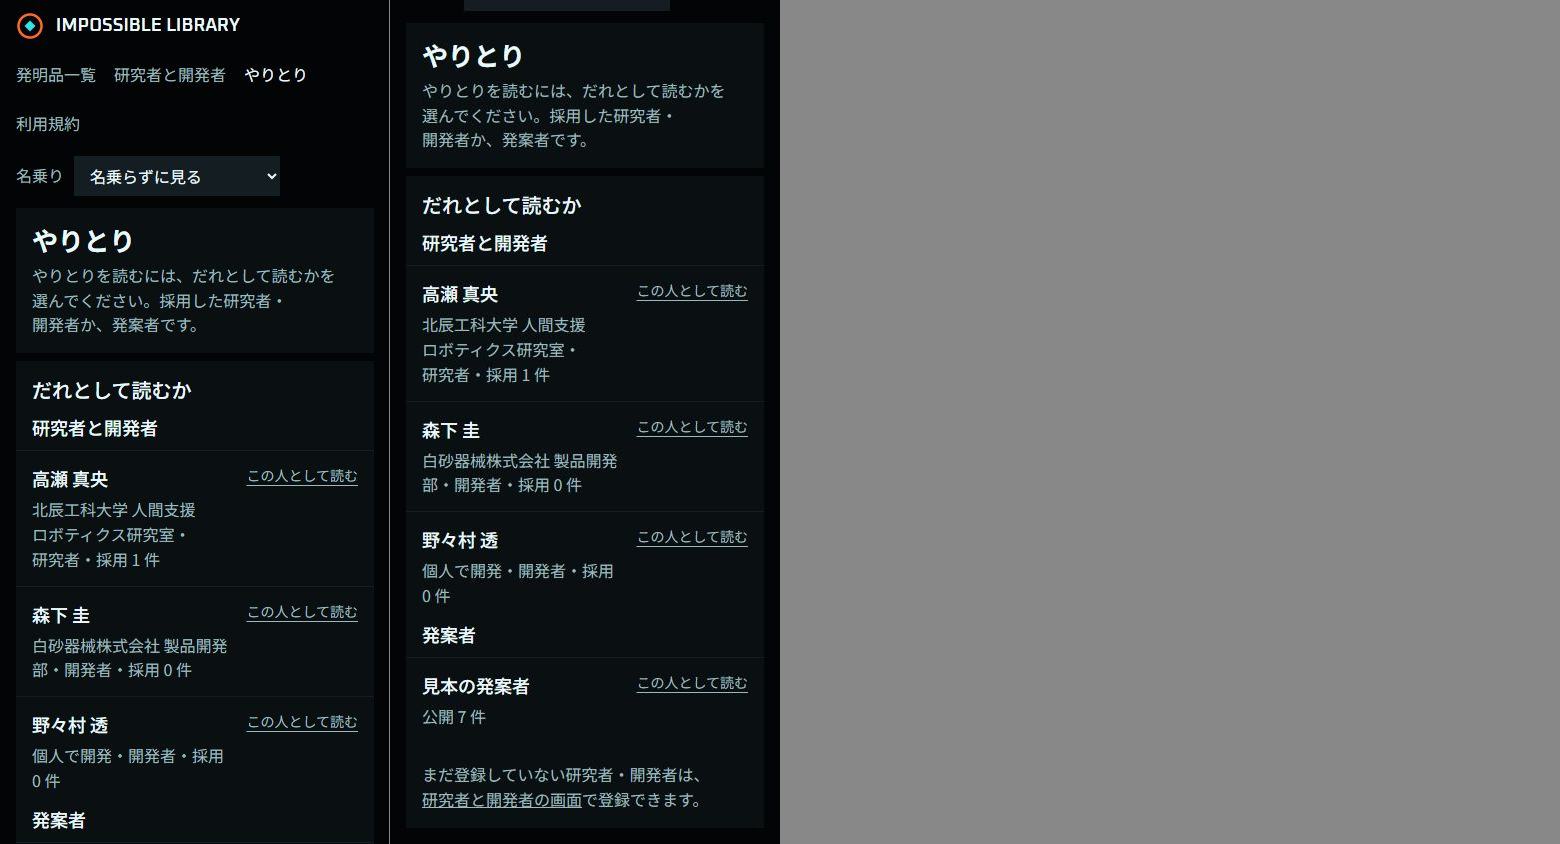 IMPOSSIBLE LIBRARY
発明品一覧 研究者と開発者 やりとり
利用規約
名乗り 名乗らずに見る
やりとり
やりとりを読むには、だれとして読むかを
選んでください。採用した研究者・
開発者か、発案者です。
だれとして読むか
研究者と開発者
高瀬 真央 この人として読む
北辰工科大学 人間支援
ロボティクス研究室・
研究者・採用 1 件
森下 圭 この人として読む
白砂器械株式会社 製品開発
部・開発者・採用 0 件
野々村 透 この人として読む
個人で開発・開発者・採用
0 件
発案者
やりとり
やりとりを読むには、だれとして読むかを
選んでください。採用した研究者・
開発者か、発案者です。
だれとして読むか
研究者と開発者
高瀬 真央 この人として読む
北辰工科大学 人間支援
ロボティクス研究室・
研究者・採用 1 件
森下 圭 この人として読む
白砂器械株式会社 製品開発
部・開発者・採用 0 件
野々村 透 この人として読む
個人で開発・開発者・採用
0 件
発案者
見本の発案者 この人として読む
公開 7 件
まだ登録していない研究者・開発者は、
研究者と開発者の画面で登録できます。